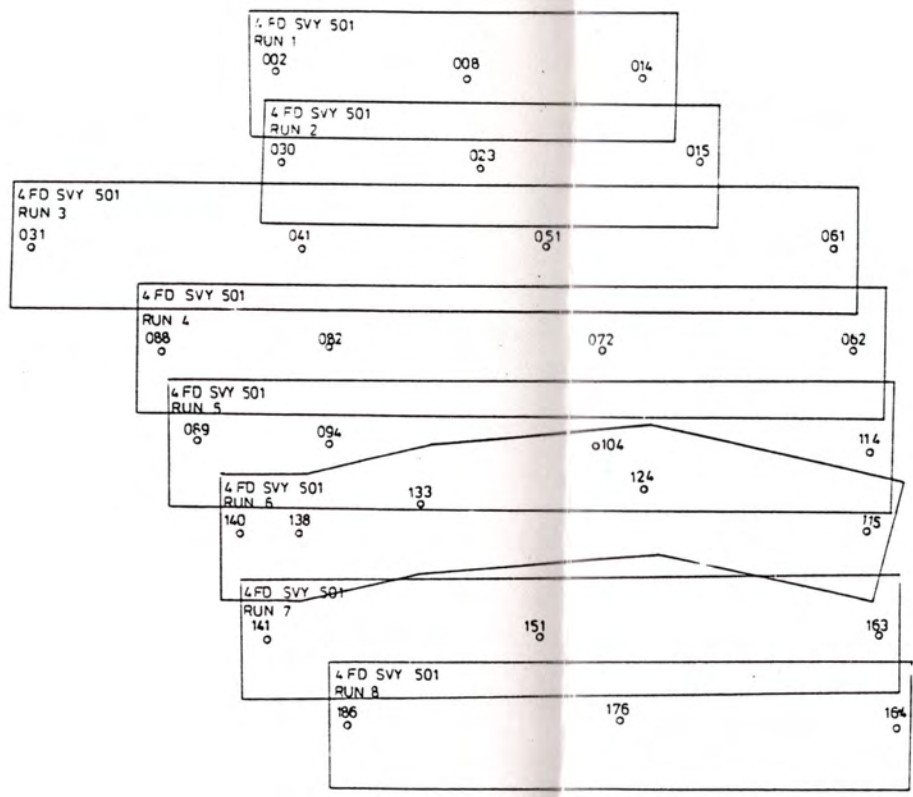 4 FD SVY 501
RUN 1
002 008 014
4 FD SVY 501
RUN 2
030 023 015
4 FD SVY 501
RUN 3
031 041 051 061
4 FD SVY 501
RUN 4
088 082 072 062
4 FD SVY 501
RUN 5
089 094 104 114
4 FD SVY 501
RUN 6
133 124
140 138 115
4 FD SVY 501
RUN 7
141 151 163
4 FD SVY 501
RUN 8
186 176 164